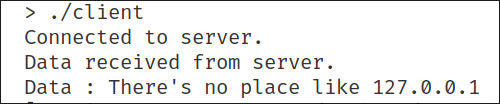 > ./client
Connected to server.
Data received from server.
Data : There's no place like 127.0.0.1